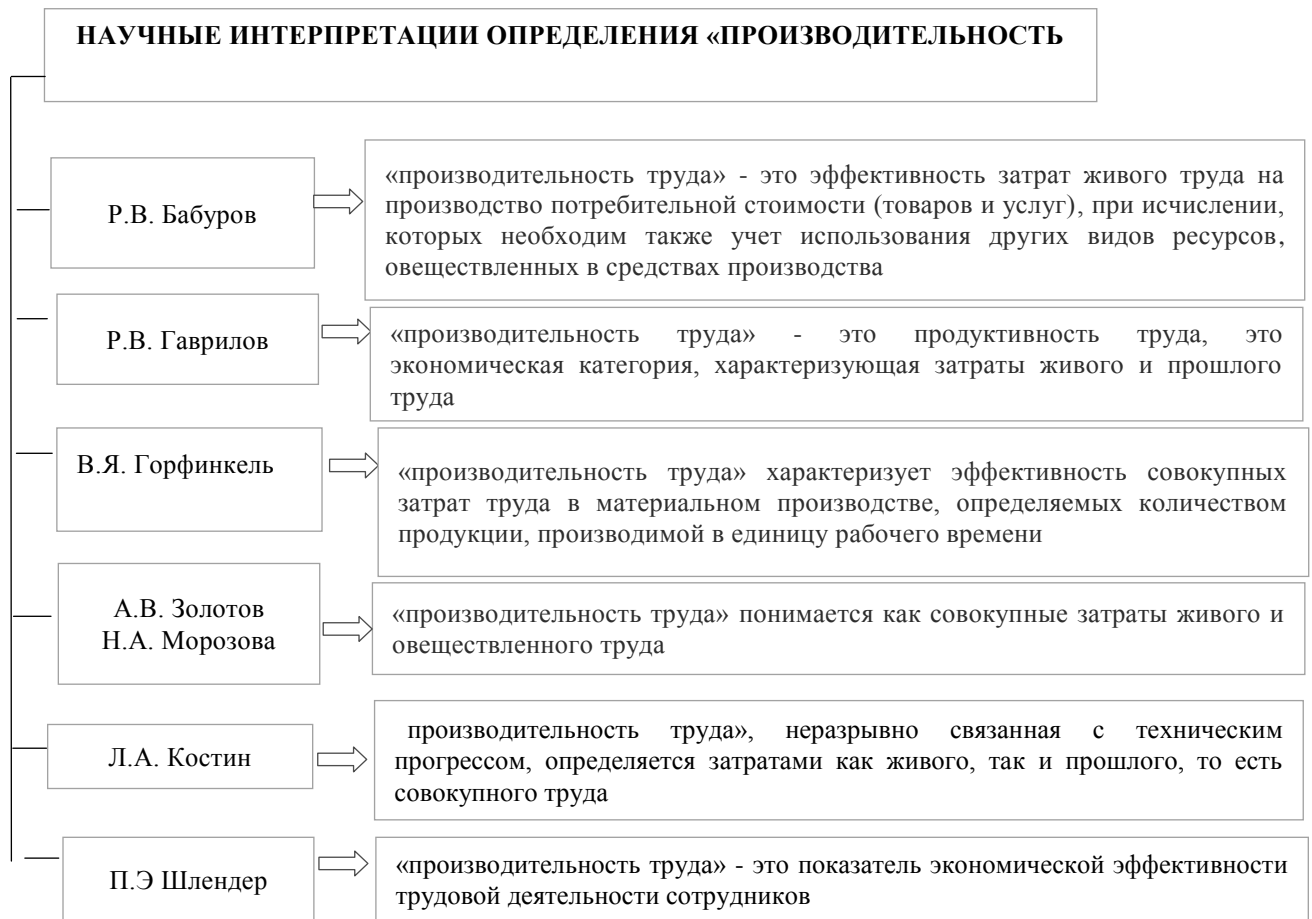 НАУЧНЫЕ ИНТЕРПРЕТАЦИИ ОПРЕДЕЛЕНИЯ «ПРОИЗВОДИТЕЛЬНОСТЬ
Р.В. Бабуров
«производительность труда» - это эффективность затрат живого труда на
производство потребительной стоимости (товаров и услуг), при исчислении,
которых необходим также учет использования других видов ресурсов,
овеществленных в средствах производства
Р.В. Гаврилов
«производительность труда» - это продуктивность труда, это
экономическая категория, характеризующая затраты живого и прошлого
труда
В.Я. Горфинкель
«производительность труда» характеризует эффективность совокупных
затрат труда в материальном производстве, определяемых количеством
продукции, производимой в единицу рабочего времени
А.В. Золотов
Н.А. Морозова
«производительность труда» понимается как совокупные затраты живого и
овеществленного труда
Л.А. Костин
производительность труда», неразрывно связанная с техническим
прогрессом, определяется затратами как живого, так и прошлого, то есть
совокупного труда
П.Э Шлендер
«производительность труда» - это показатель экономической эффективности
трудовой деятельности сотрудников